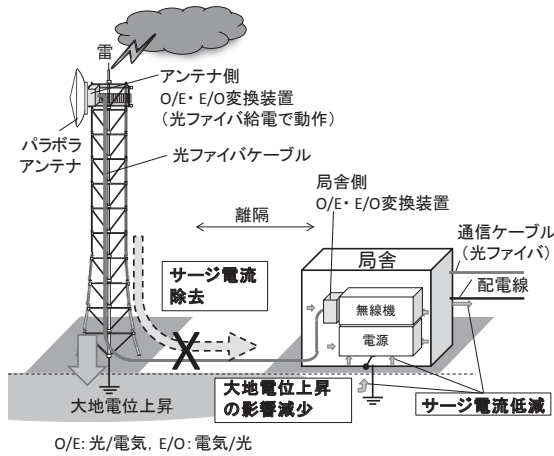 雷
アンテナ側
O/E・E/O変換装置
（光ファイバ給電で動作）
パラボラ
アンテナ
光ファイバケーブル
局舎側
O/E・E/O変換装置
離隔
通信ケーブル
（光ファイバ）
局舎
配電線
サージ電流
除去
無線機
電源
大地電位上昇
大地電位上昇
の影響減少
サージ電流低減
O/E: 光/電気, E/O: 電気/光